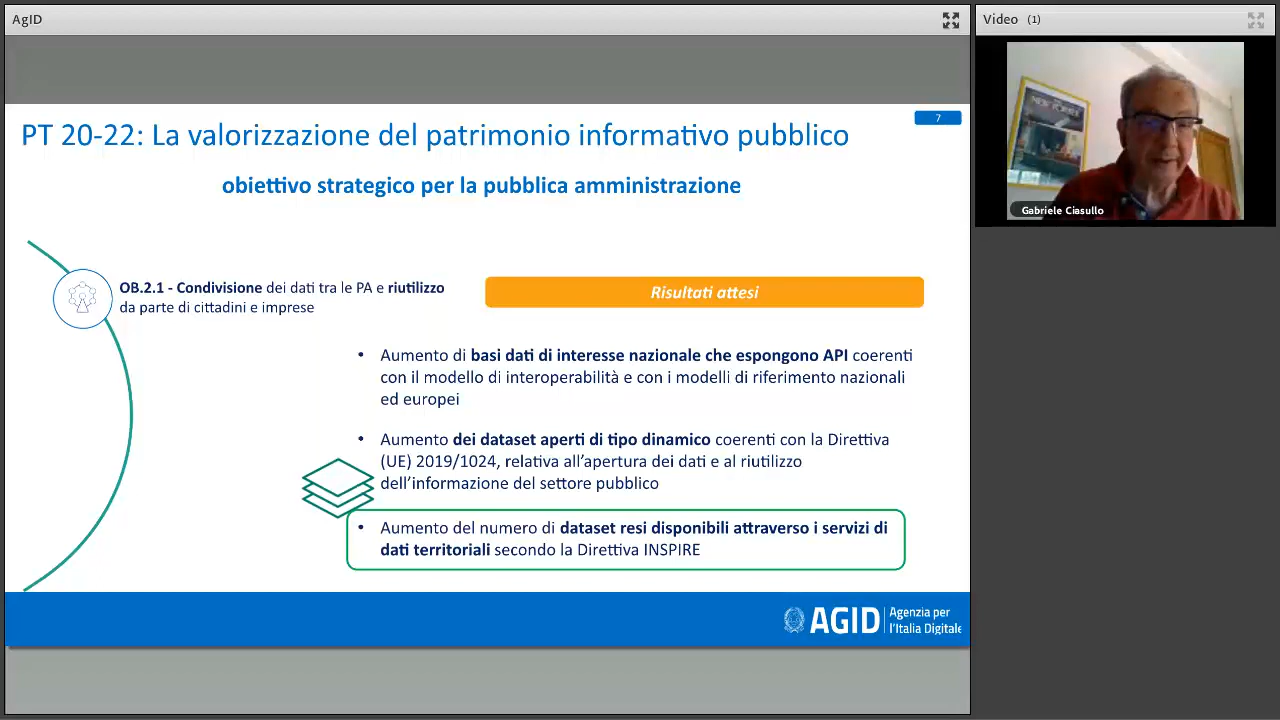 AgID
Video (1)
PT 20-22: La valorizzazione del patrimonio informativo pubblico
7
obiettivo strategico per la pubblica amministrazione
Gabriele Ciasullo
OB.2.1 - Condivisione dei dati tra le PA e riutilizzo
da parte di cittadini e imprese
Risultati attesi
• Aumento di basi dati di interesse nazionale che espongono API coerenti
con il modello di interoperabilità e con i modelli di riferimento nazionali
ed europei
• Aumento dei dataset aperti di tipo dinamico coerenti con la Direttiva
(UE) 2019/1024, relativa all'apertura dei dati e al riutilizzo
dell'informazione del settore pubblico
• Aumento del numero di dataset resi disponibili attraverso i servizi di
dati territoriali secondo la Direttiva INSPIRE
AGID Agenzia per
l'Italia Digitale